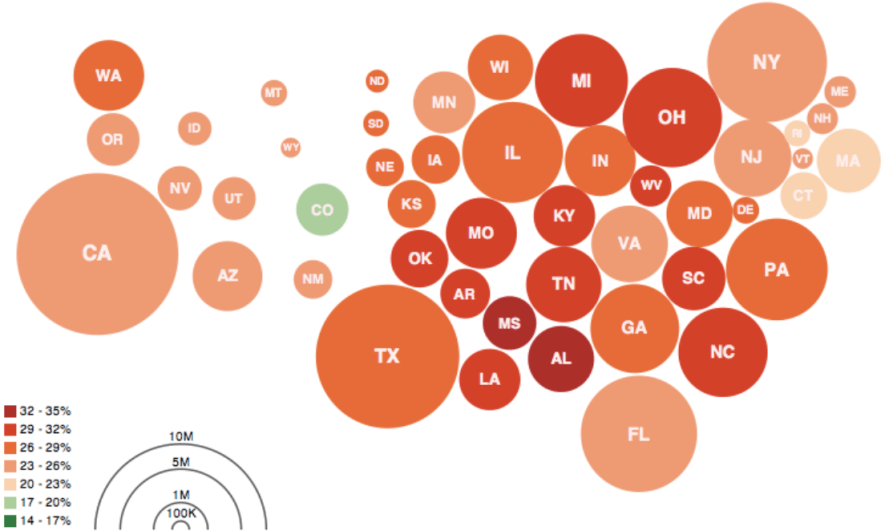 WA
OR
ID
MT
WY
NV
UT
CO
CA
AZ
NM
ND
SD
NE
KS
OK
TX
MN
IA
WI
IL
MO
AR
MS
LA
MI
IN
KY
TN
AL
OH
WV
VA
GA
FL
NY
NJ
MD
DE
SC
NC
PA
ME
NH
RI
VT
MA
CT
32 - 35%
29 - 32%
26 - 29%
23 - 26%
20 - 23%
17 - 20%
14 - 17%
10M
5M
1M
100K